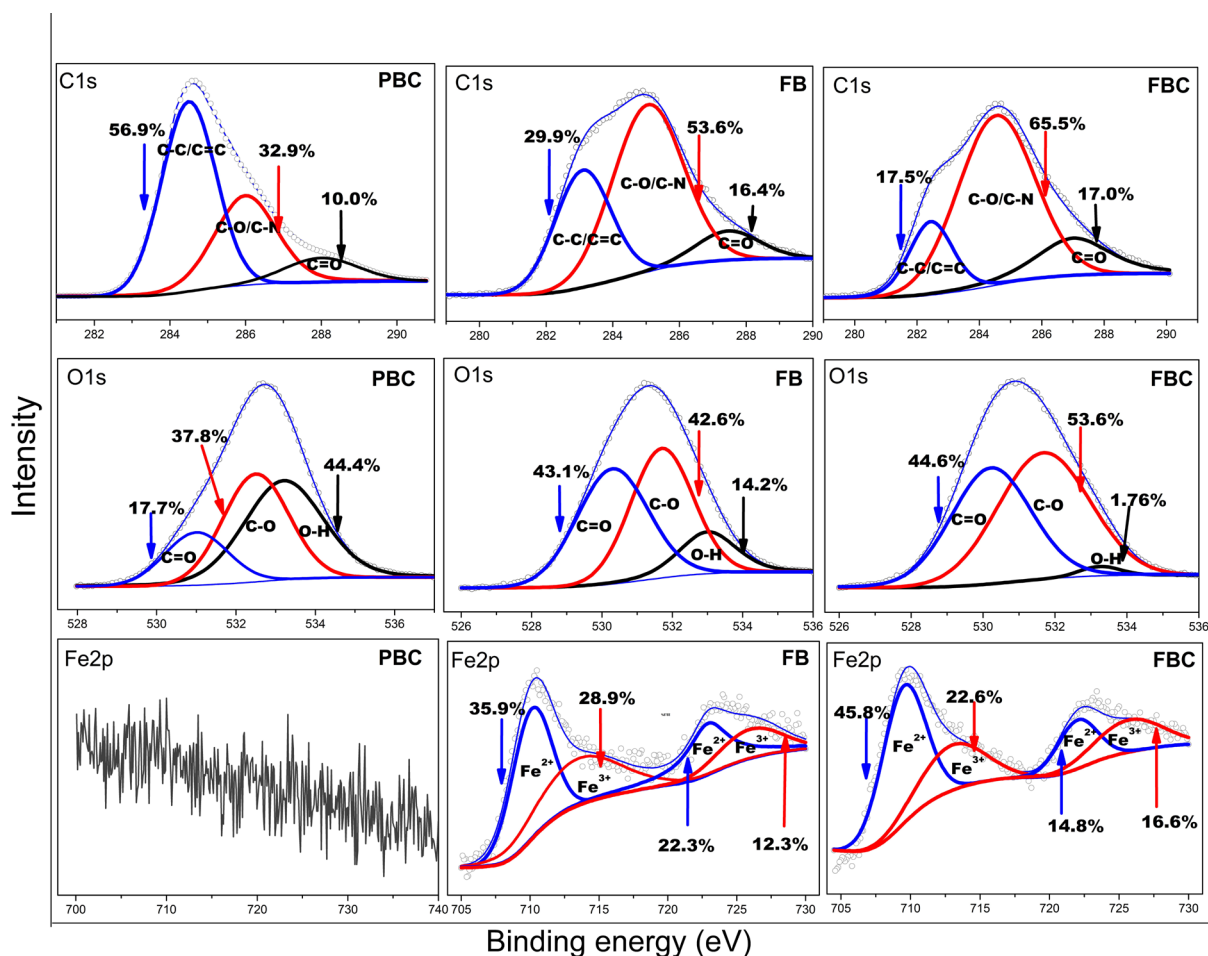 C1s PBC
56.9%
C-C/C=C
32.9%
C-O/C-N
10.0%
C=O
282 284 286 288 290
C1s FB
29.9%
53.6%
C-O/C-N
16.4%
C-C/C=C
C=O
280 282 284 286 288 290
C1s FBC
65.5%
17.5%
C-O/C-N
17.0%
C-C/C=C
C=O
280 282 284 286 288 290
O1s PBC
37.8%
44.4%
17.7%
C=O
C-O
O-H
528 530 532 534 536
O1s FB
42.6%
43.1%
14.2%
C=O
C-O
O-H
526 528 530 532 534 536
O1s FBC
53.6%
44.6%
1.76%
C=O
C-O
O-H
526 528 530 532 534 536
Fe2p PBC
700 710 720 730 740
Fe2p FB
35.9%
28.9%
Fe2+
Fe3+
Fe2+
Fe3+
22.3%
12.3%
705 710 715 720 725 730
Fe2p FBC
45.8%
22.6%
Fe2+
Fe3+
Fe2+
Fe3+
14.8%
16.6%
705 710 715 720 725 730
Intensity
Binding energy (eV)